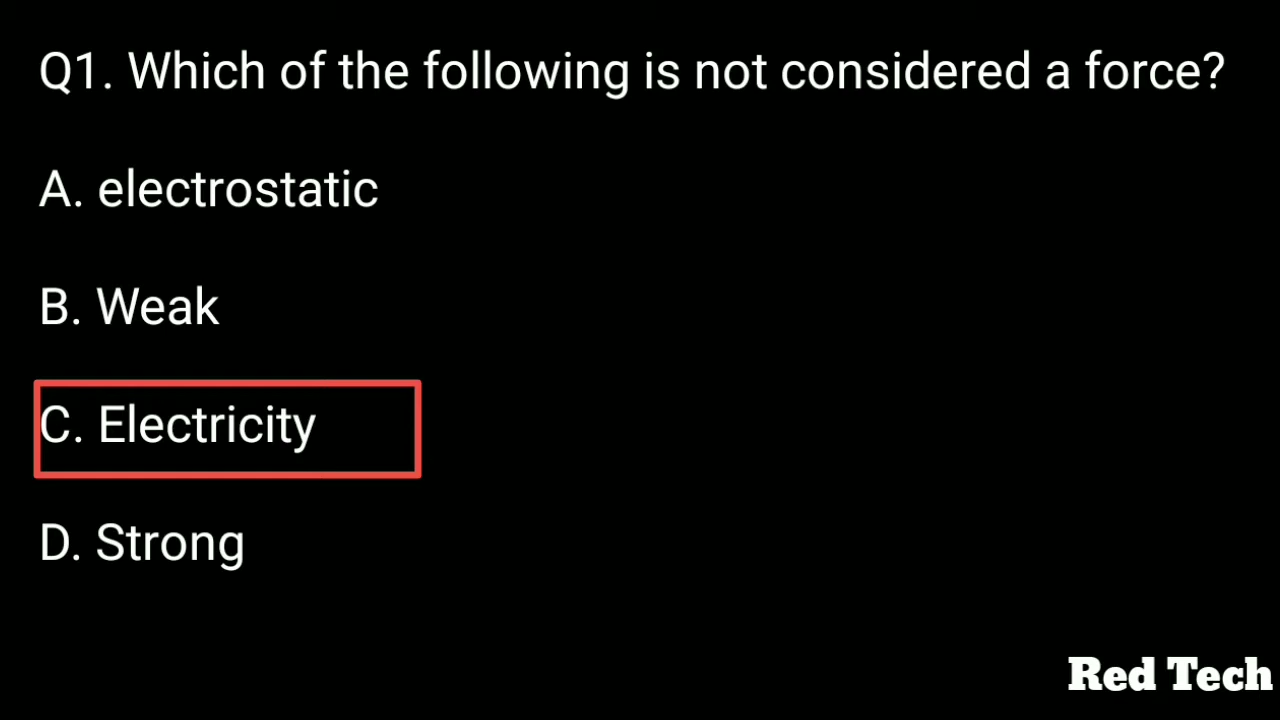 Q1. Which of the following is not considered a force?
A. electrostatic
B. Weak
C. Electricity
D. Strong
Red Tech